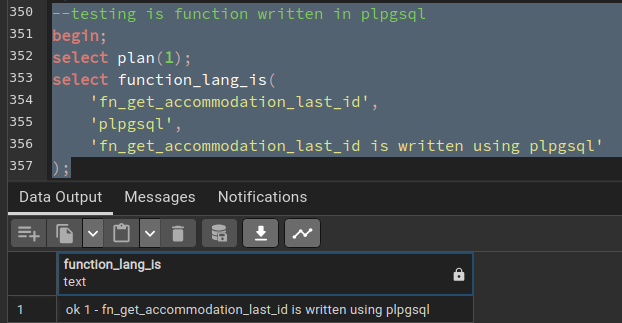 350 --testing is function written in plpgsql
351 begin;
352 select plan(1);
353 select function_lang_is(
354 'fn_get_accommodation_last_id',
355 'plpgsql',
356 'fn_get_accommodation_last_id is written using plpgsql'
357 );
Data Output Messages Notifications
function_lang_is
text
1 ok 1 - fn_get_accommodation_last_id is written using plpgsql